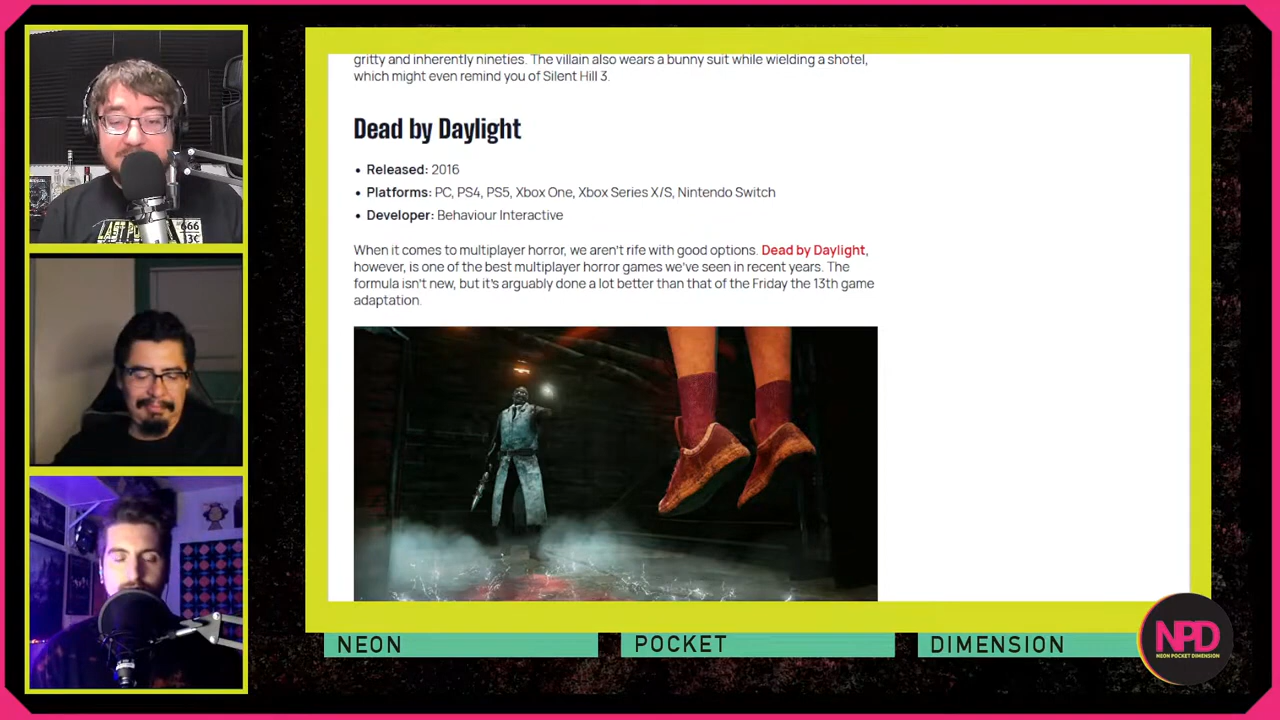 gritty and inherently nineties. The villain also wears a bunny suit while wielding a shotel,
which might even remind you of Silent Hill 3.
Dead by Daylight
• Released: 2016
• Platforms: PC, PS4, PS5, Xbox One, Xbox Series X/S, Nintendo Switch
• Developer: Behaviour Interactive
When it comes to multiplayer horror, we aren't rife with good options. Dead by Daylight,
however, is one of the best multiplayer horror games we've seen in recent years. The
formula isn't new, but it's arguably done a lot better than that of the Friday the 13th game
adaptation.
666
NEON
POCKET
DIMENSION
NPD
NEON POCKET DIMENSION